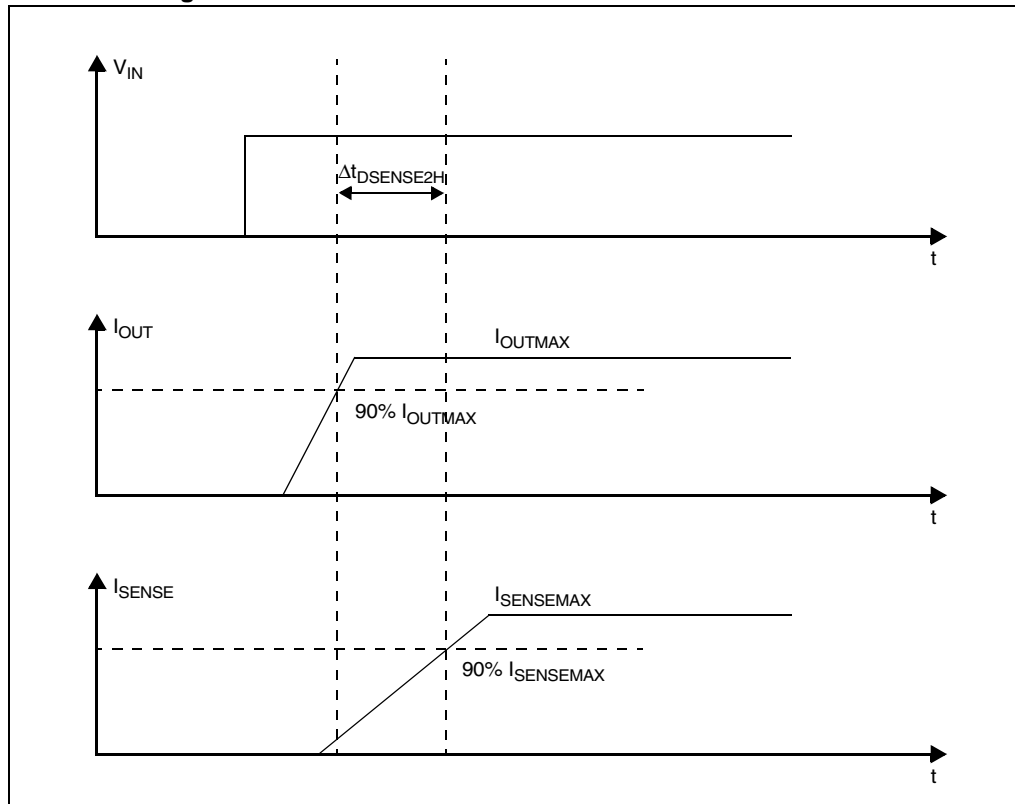 V_IN
Δt_DSENSE2H
t
I_OUT
I_OUTMAX
90% I_OUTMAX
t
I_SENSE
I_SENSEMAX
90% I_SENSEMAX
t